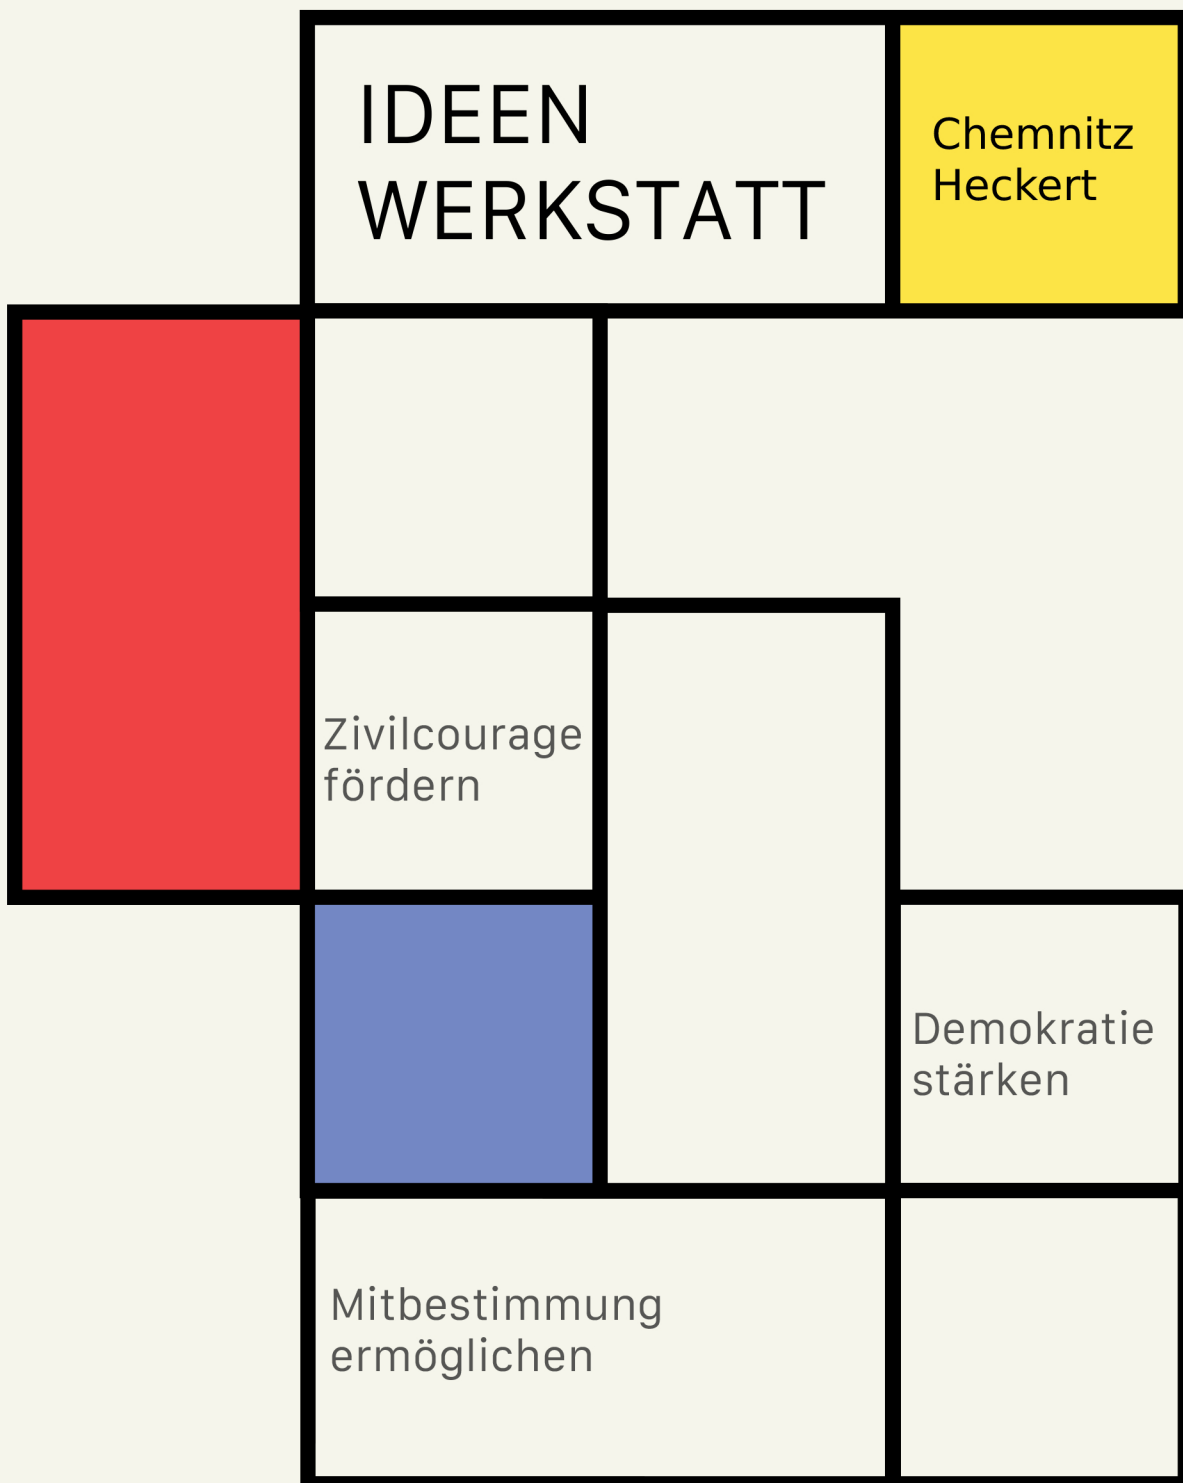 IDEEN
WERKSTATT
Chemnitz
Heckert
Zivilcourage
fördern
Demokratie
stärken
Mitbestimmung
ermöglichen